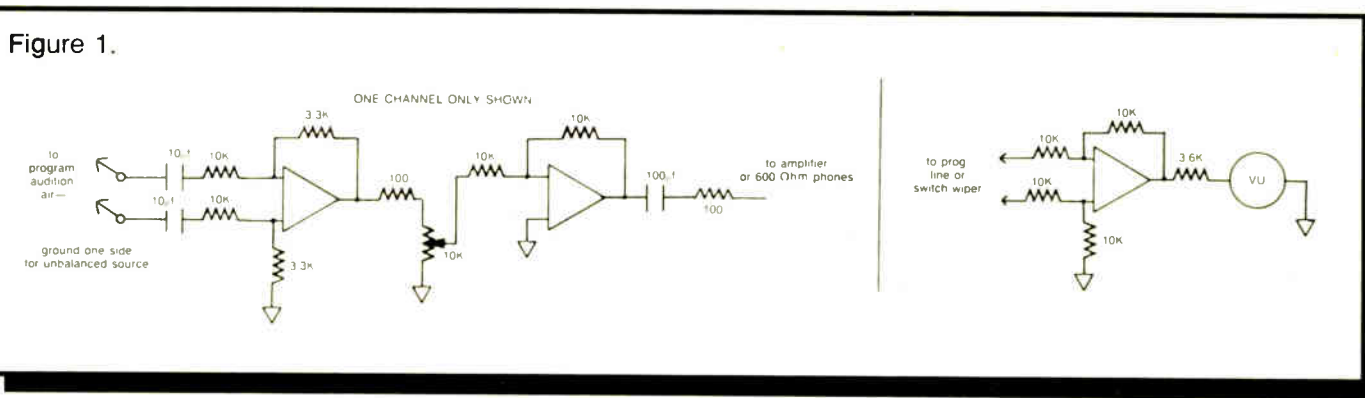 Figure 1.
ONE CHANNEL ONLY SHOWN
3.3K
to
program
audition
air—
10µf
10K
10µf
10K
ground one side
for unbalanced source
3.3K
100
10K
10K
10K
100µf
100
to amplifier
or 600 Ohm phones
to prog
line or
switch wiper
10K
10K
10K
10K
3.6K
VU